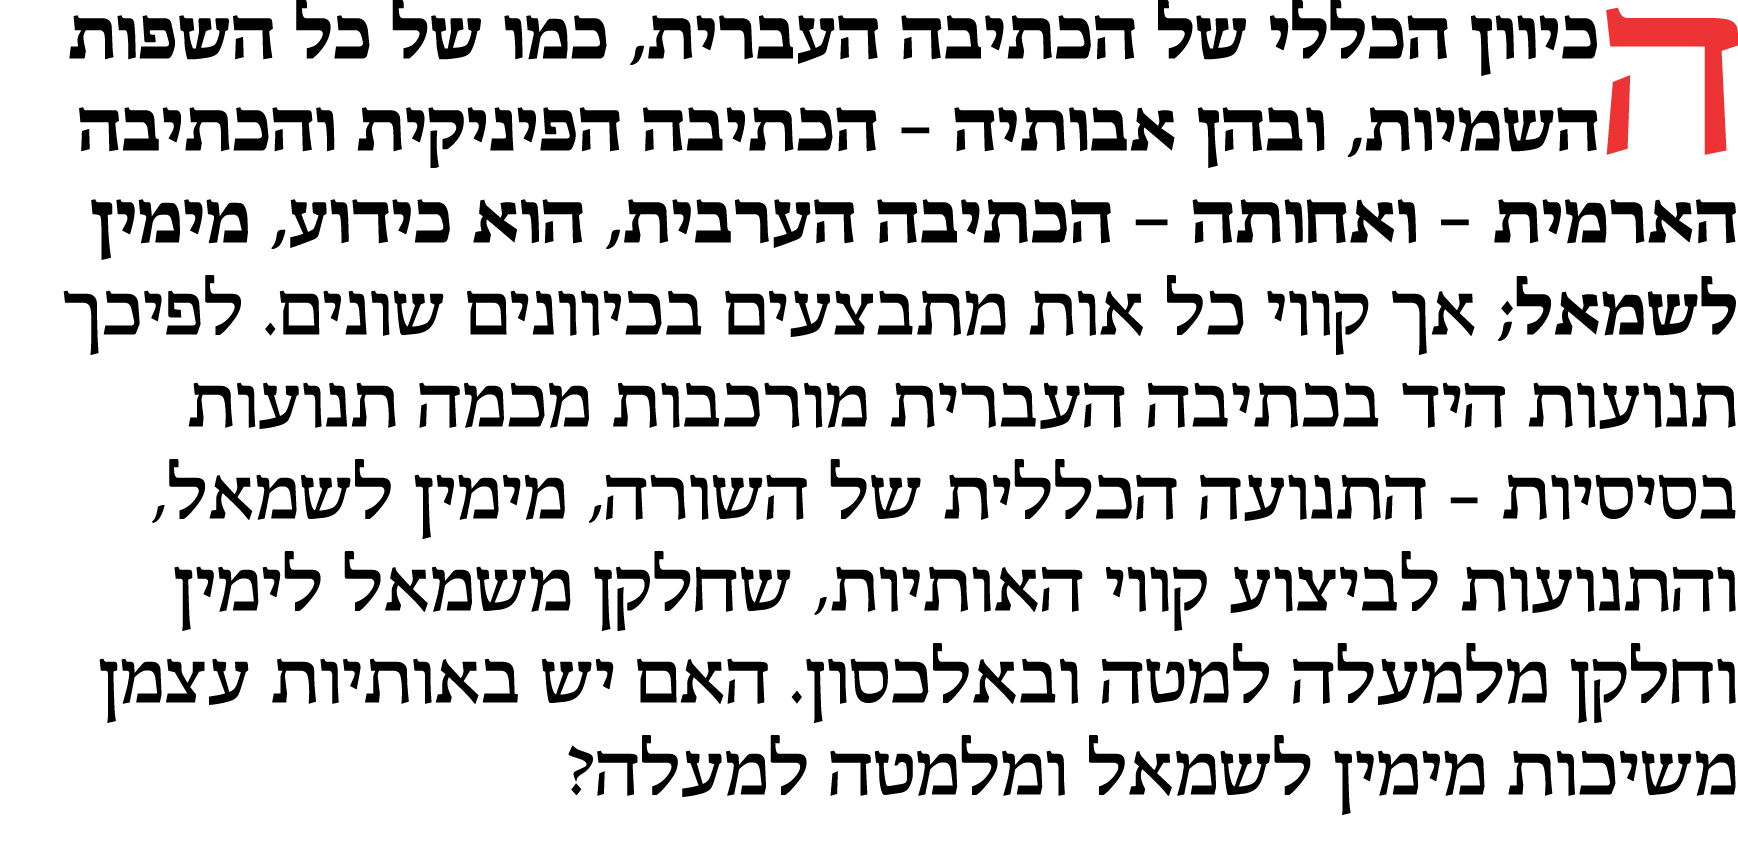 הכיוון הכללי של הכתיבה העברית, כמו של כל השפות
השמיות, ובהן אבותיה – הכתיבה הפיניקית והכתיבה
הארמית – ואחותה – הכתיבה הערבית, הוא כידוע, מימין
לשמאל; אך קווי כל אות מתבצעים בכיוונים שונים. לפיכך
תנועות היד בכתיבה העברית מורכבות מכמה תנועות
בסיסיות – התנועה הכללית של השורה, מימין לשמאל,
והתנועות לביצוע קווי האותיות, שחלקן משמאל לימין
וחלקן מלמעלה למטה ובאלכסון. האם יש באותיות עצמן
משיכות מימין לשמאל ומלמטה למעלה?